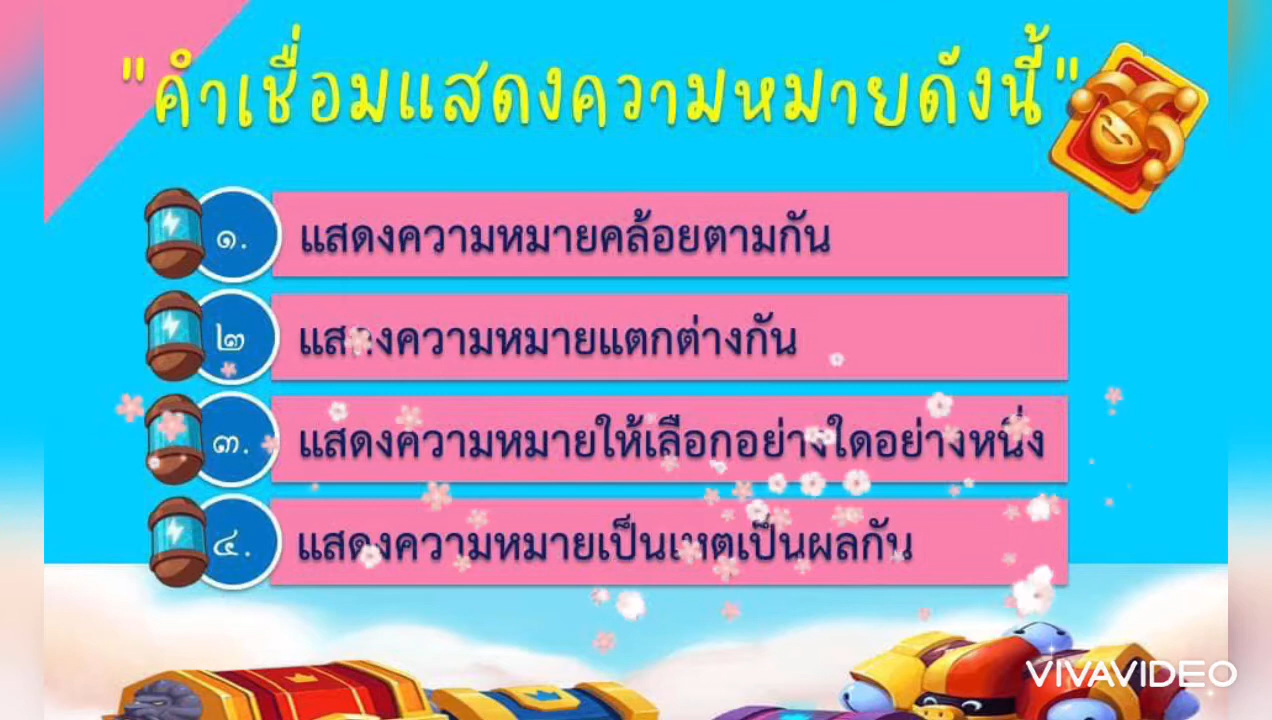 "คำเชื่อมแสดงความหมายดังนี้"
๑. แสดงความหมายคล้อยตามกัน
๒ แสดงความหมายแตกต่างกัน
๓. แสดงความหมายให้เลือกอย่างใดอย่างหนึ่ง
๔. แสดงความหมายเป็นเหตุเป็นผลกัน
VIVAVIDEO